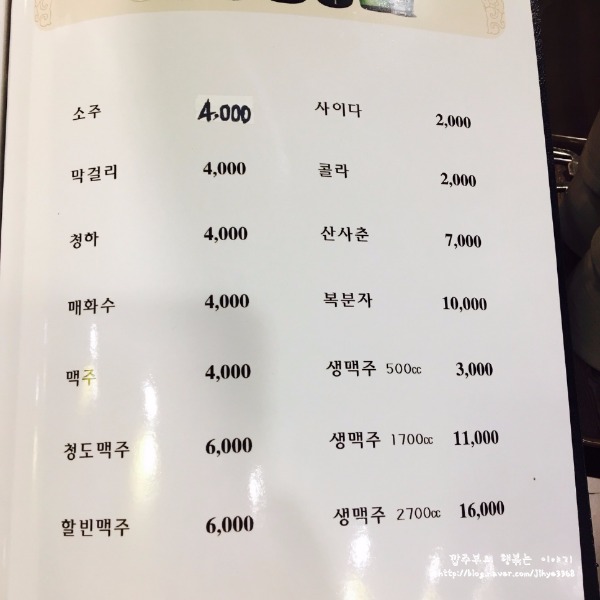 소주 4,000
막걸리 4,000
청하 4,000
매화수 4,000
맥주 4,000
청도맥주 6,000
할빈맥주 6,000
사이다 2,000
콜라 2,000
산사춘 7,000
복분자 10,000
생맥주 500cc 3,000
생맥주 1700cc 11,000
생맥주 2700cc 16,000
이야기